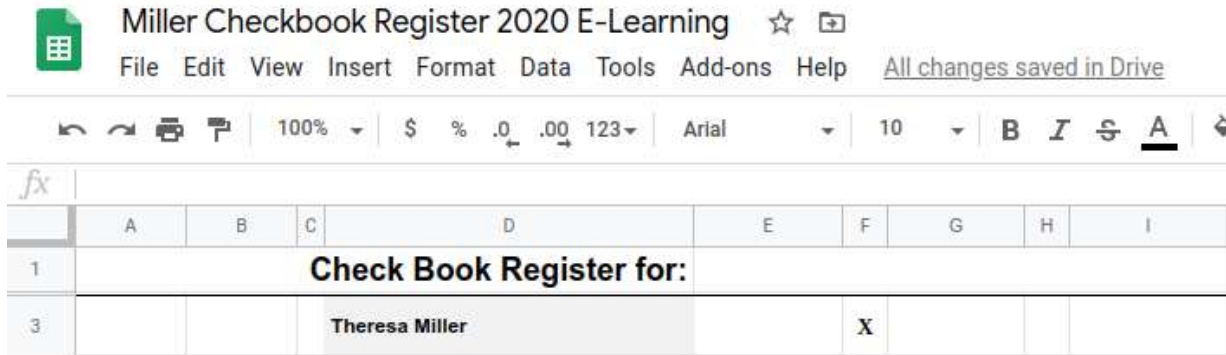 Miller Checkbook Register 2020 E-Learning
File Edit View Insert Format Data Tools Add-ons Help All changes saved in Drive
100% $ % .0 .00 123 Arial 10 B I S A
fx
A B C D E F G H I
1 Check Book Register for:
3 Theresa Miller X